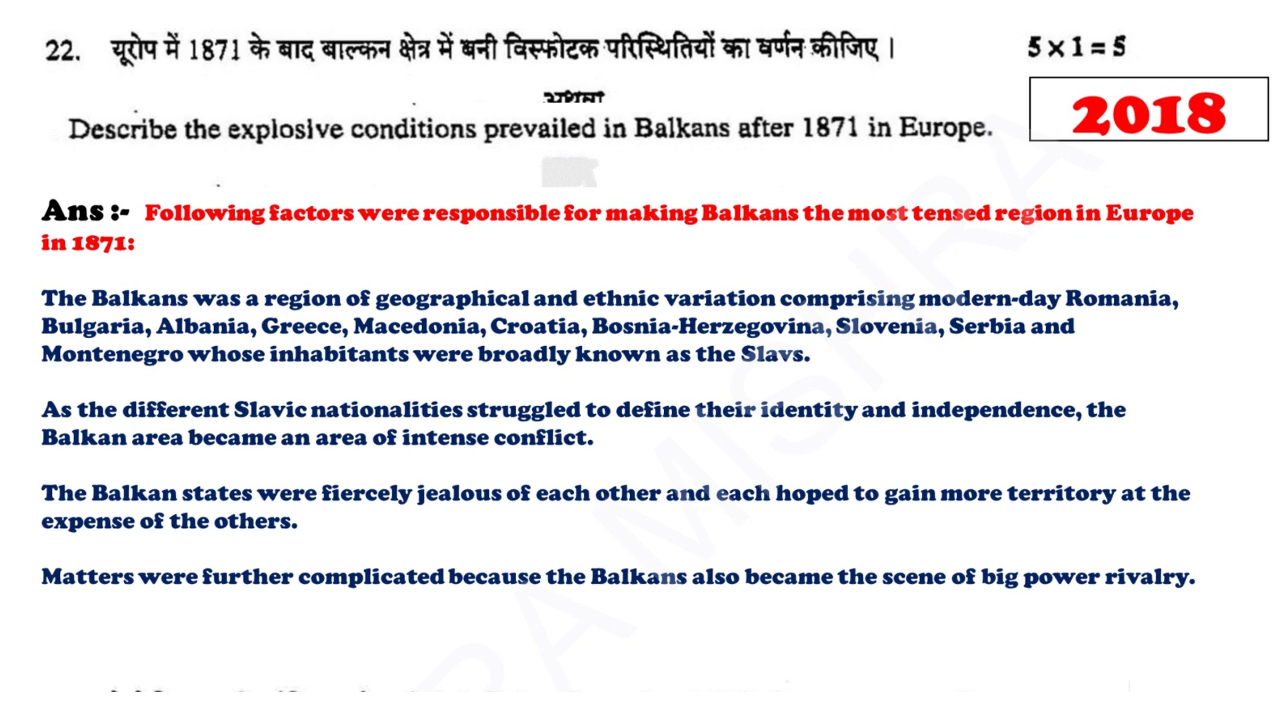 22. यूरोप में 1871 के बाद बाल्कन क्षेत्र में बनी विस्फोटक परिस्थितियों का वर्णन कीजिए । 5 × 1 = 5
2018
Describe the explosive conditions prevailed in Balkans after 1871 in Europe.
Ans :- Following factors were responsible for making Balkans the most tensed region in Europe
in 1871:
The Balkans was a region of geographical and ethnic variation comprising modern-day Romania,
Bulgaria, Albania, Greece, Macedonia, Croatia, Bosnia-Herzegovina, Slovenia, Serbia and
Montenegro whose inhabitants were broadly known as the Slavs.
As the different Slavic nationalities struggled to define their identity and independence, the
Balkan area became an area of intense conflict.
The Balkan states were fiercely jealous of each other and each hoped to gain more territory at the
expense of the others.
Matters were further complicated because the Balkans also became the scene of big power rivalry.
RA MISHRA